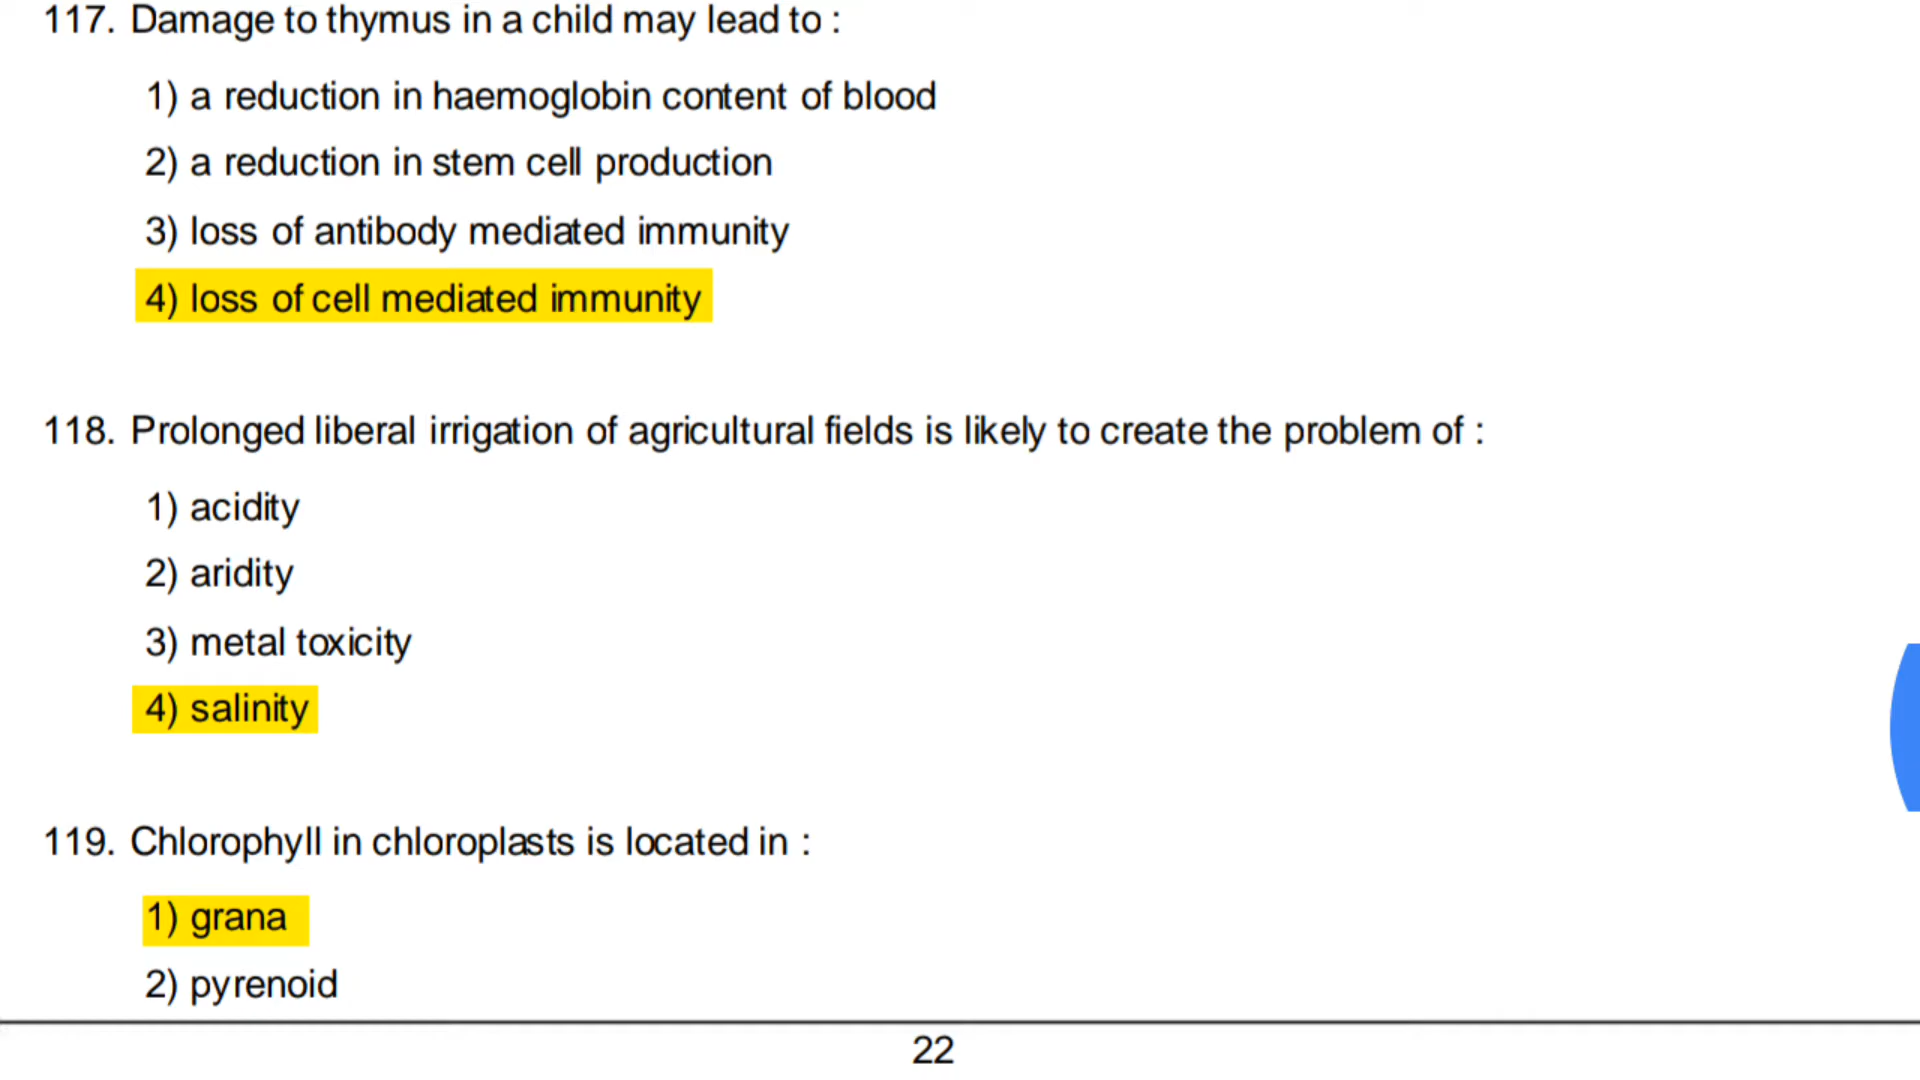 117. Damage to thymus in a child may lead to :
1) a reduction in haemoglobin content of blood
2) a reduction in stem cell production
3) loss of antibody mediated immunity
4) loss of cell mediated immunity
118. Prolonged liberal irrigation of agricultural fields is likely to create the problem of :
1) acidity
2) aridity
3) metal toxicity
4) salinity
119. Chlorophyll in chloroplasts is located in :
1) grana
2) pyrenoid
22